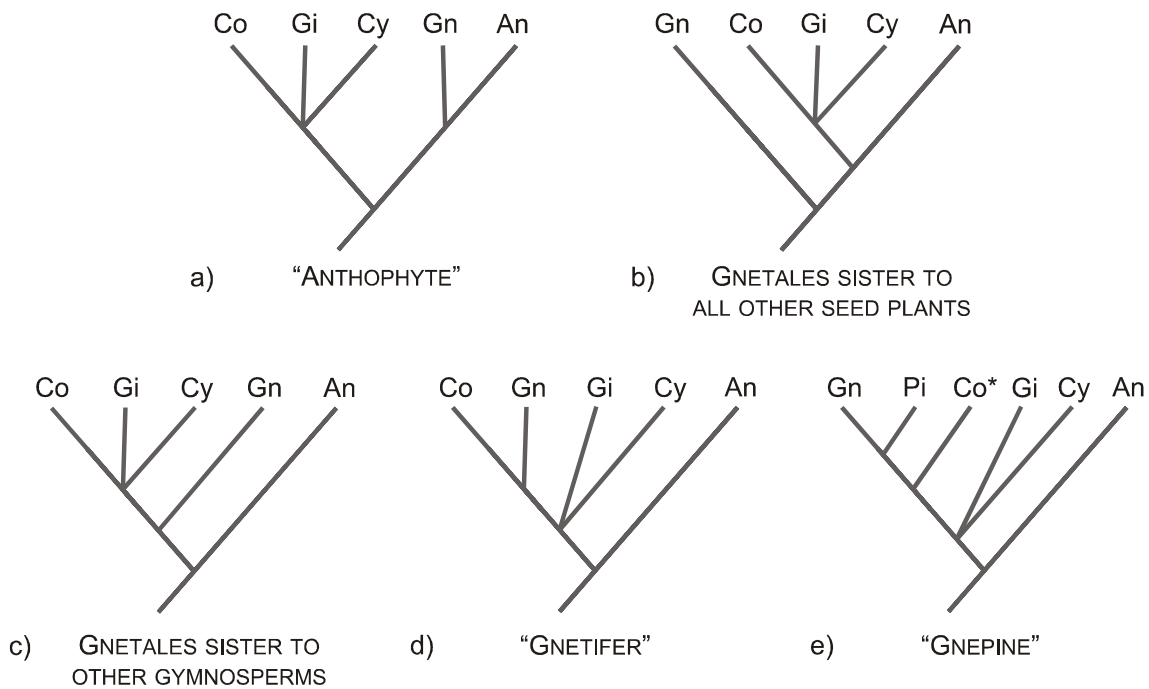 Co Gi Cy Gn An
Gn Co Gi Cy An
a) “ANTHOPHYTE”
b) GNETALES SISTER TO
ALL OTHER SEED PLANTS
Co Gi Cy Gn An
Co Gn Gi Cy An
Gn Pi Co* Gi Cy An
c) GNETALES SISTER TO
OTHER GYMNOSPERMS
d) “GNETIFER”
e) “GNEPINE”